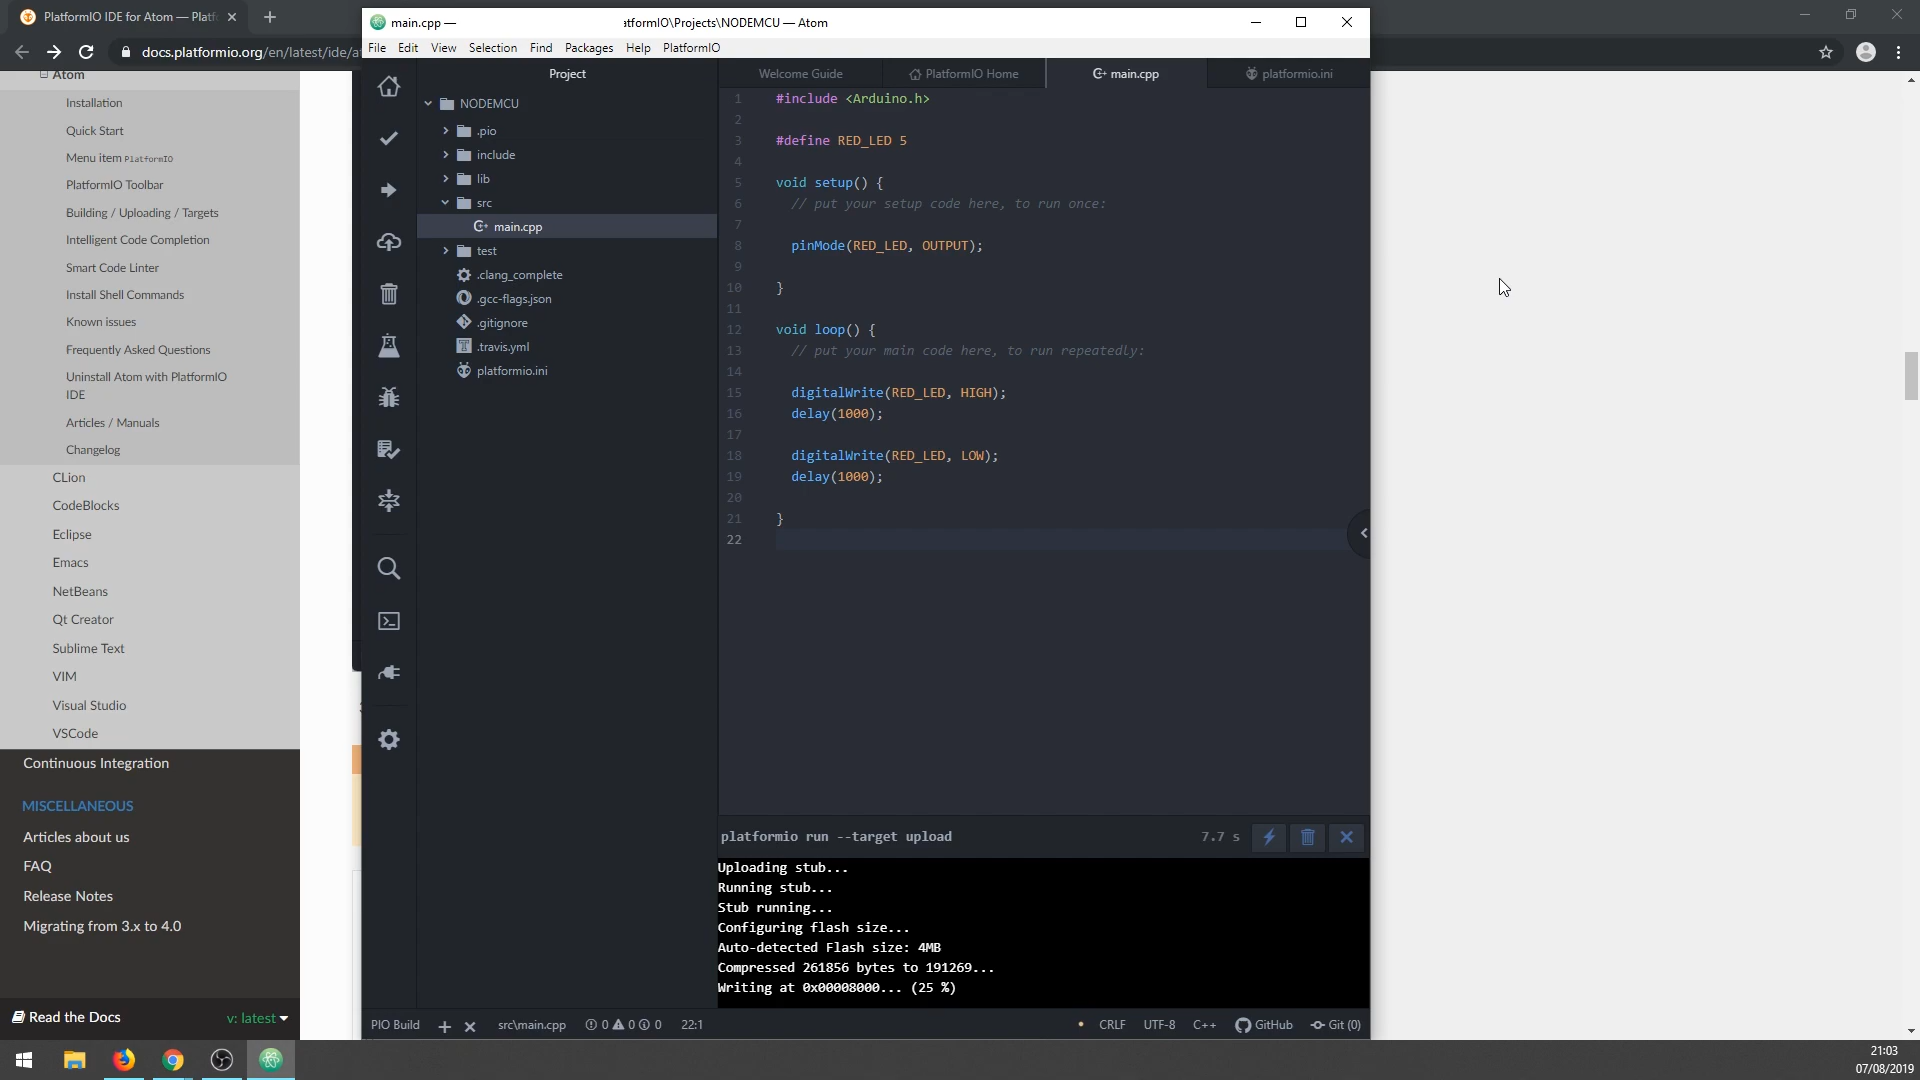 PlatformIO IDE for Atom — Platf
docs.platformio.org/en/latest/ide/at
Atom
Installation
Quick Start
Menu item PlatformIO
PlatformIO Toolbar
Building / Uploading / Targets
Intelligent Code Completion
Smart Code Linter
Install Shell Commands
Known issues
Frequently Asked Questions
Uninstall Atom with PlatformIO
IDE
Articles / Manuals
Changelog
CLion
CodeBlocks
Eclipse
Emacs
NetBeans
Qt Creator
Sublime Text
VIM
Visual Studio
VSCode
Continuous Integration
MISCELLANEOUS
Articles about us
FAQ
Release Notes
Migrating from 3.x to 4.0
Read the Docs
v: latest
main.cpp — atformIO\Projects\NODEMCU — Atom
File Edit View Selection Find Packages Help PlatformIO
Project
NODEMCU
.pio
include
lib
src
main.cpp
test
.clang_complete
.gcc-flags.json
.gitignore
.travis.yml
platformio.ini
Welcome Guide
PlatformIO Home
main.cpp
platformio.ini
1 #include <Arduino.h>
2
3 #define RED_LED 5
4
5 void setup() {
6 // put your setup code here, to run once:
7
8 pinMode(RED_LED, OUTPUT);
9
10 }
11
12 void loop() {
13 // put your main code here, to run repeatedly:
14
15 digitalWrite(RED_LED, HIGH);
16 delay(1000);
17
18 digitalWrite(RED_LED, LOW);
19 delay(1000);
20
21 }
22
platformio run --target upload
7.7 s
Uploading stub...
Running stub...
Stub running...
Configuring flash size...
Auto-detected Flash size: 4MB
Compressed 261856 bytes to 191269...
Writing at 0x00008000... (25 %)
PIO Build
src\main.cpp
0 0 0
22:1
CRLF
UTF-8
C++
GitHub
Git (0)
21:03
07/08/2019